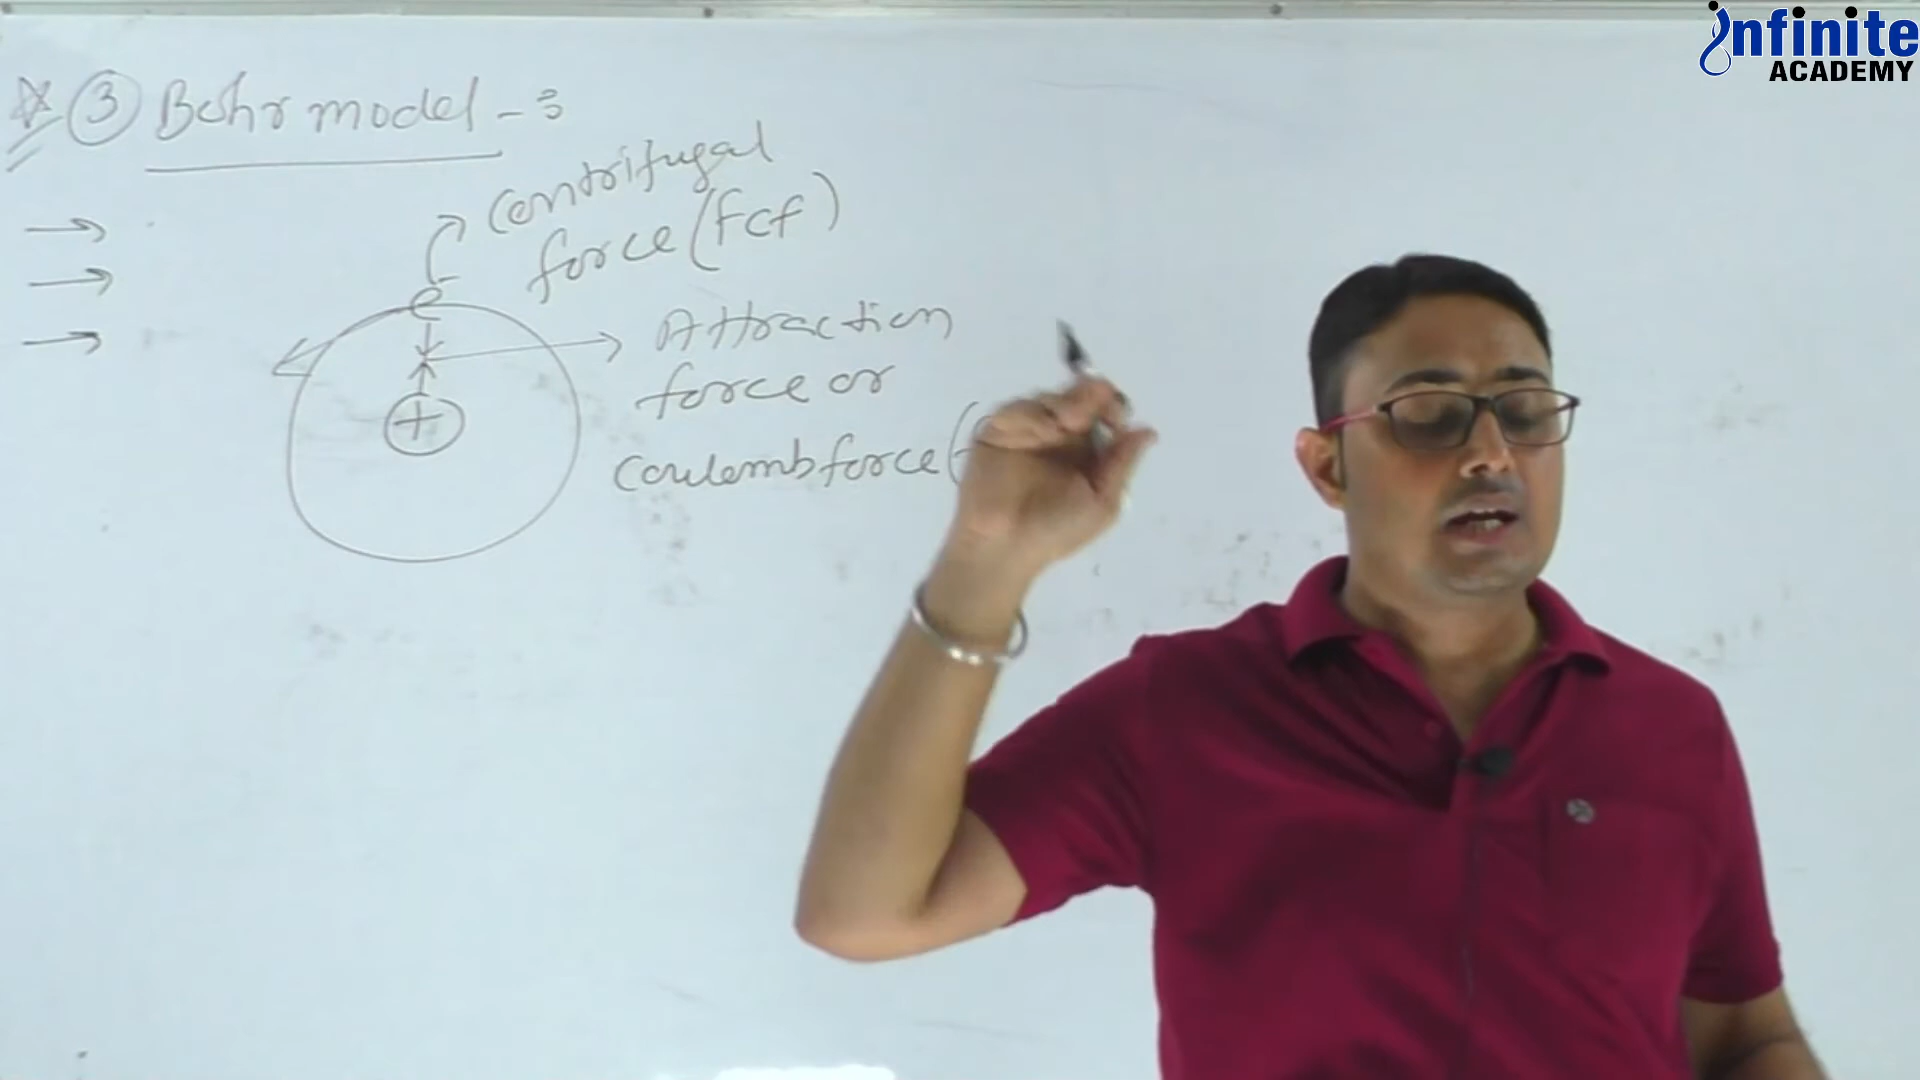 infinite
ACADEMY
③ Bohr model -:
Centrifugal
force (Fcf)
e
Attraction
force or
+
Coulomb force (